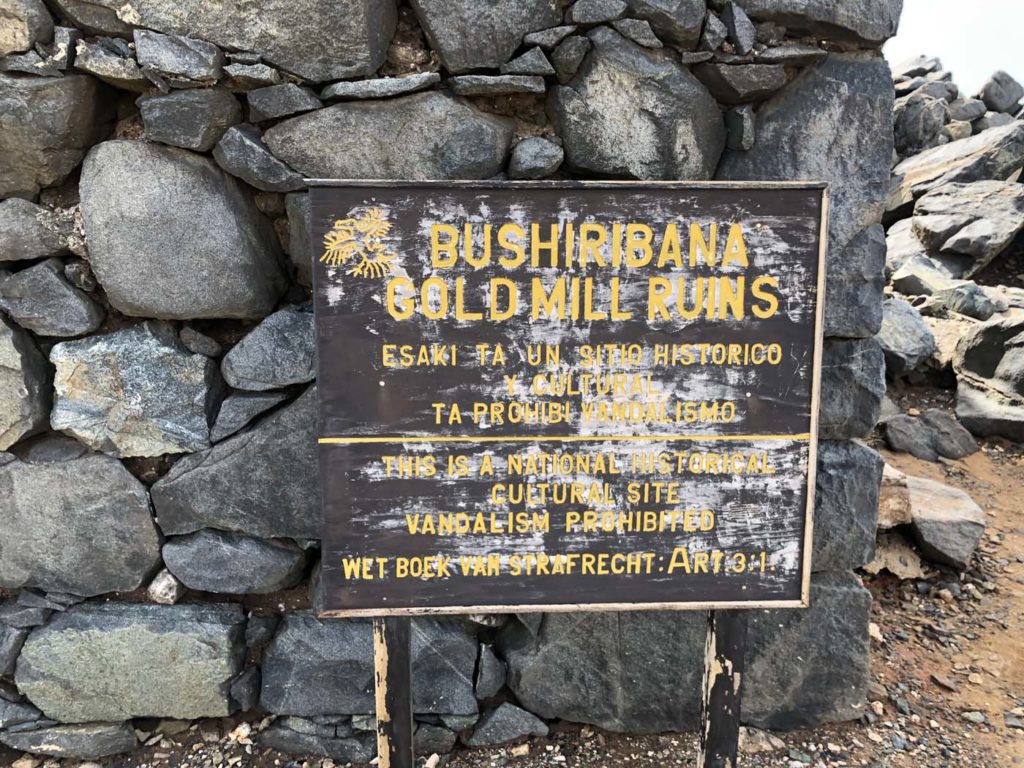 BUSHIRIBANA
GOLD MILL RUINS
ESAKI TA UN SITIO HISTORICO
Y CULTURAL
TA PROHIBI VANDALISMO
THIS IS A NATIONAL HISTORICAL
CULTURAL SITE
VANDALISM PROHIBITED
WET BOEK VAN STRAFRECHT: ART: 3:1.